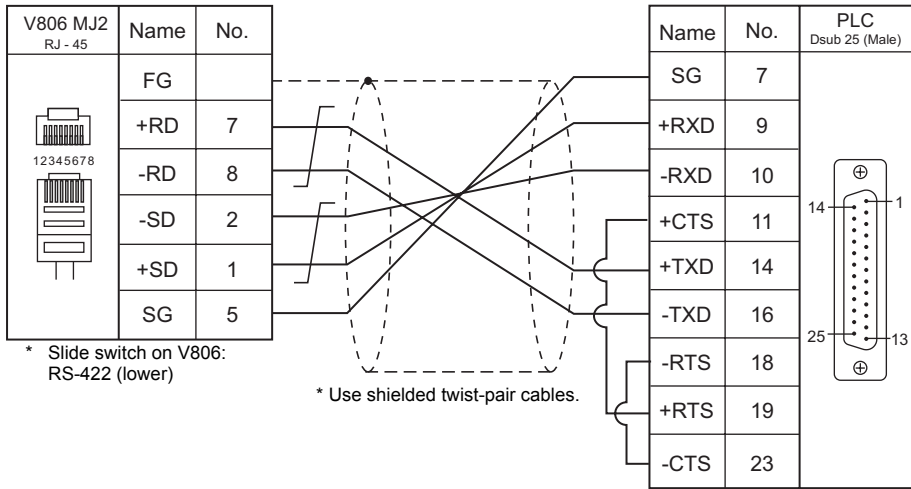 V806 MJ2
RJ - 45
Name No.
FG
+RD 7
-RD 8
-SD 2
+SD 1
SG 5
12345678
* Slide switch on V806:
RS-422 (lower)
* Use shielded twist-pair cables.
Name No.
PLC
Dsub 25 (Male)
SG 7
+RXD 9
-RXD 10
+CTS 11
+TXD 14
-TXD 16
-RTS 18
+RTS 19
-CTS 23
14 1
25 13